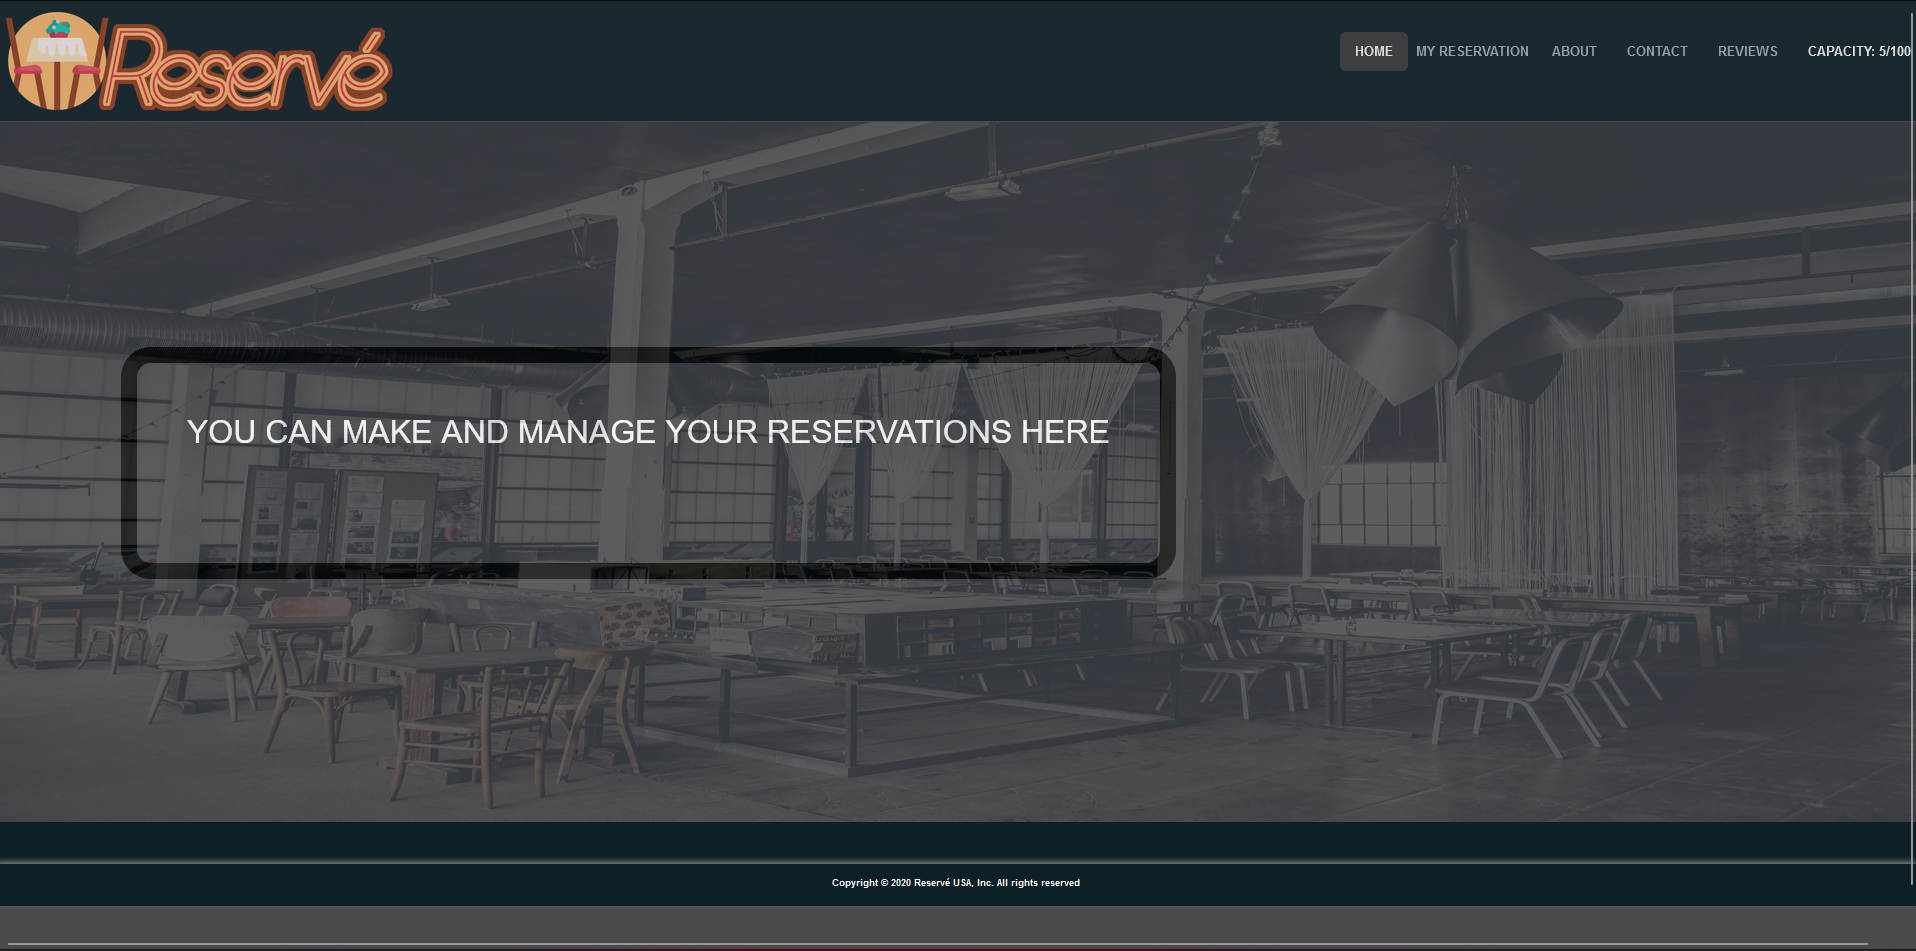 Reservé
HOME MY RESERVATION ABOUT CONTACT REVIEWS CAPACITY: 5/100
YOU CAN MAKE AND MANAGE YOUR RESERVATIONS HERE
Copyright © 2020 Reservé USA, Inc. All rights reserved